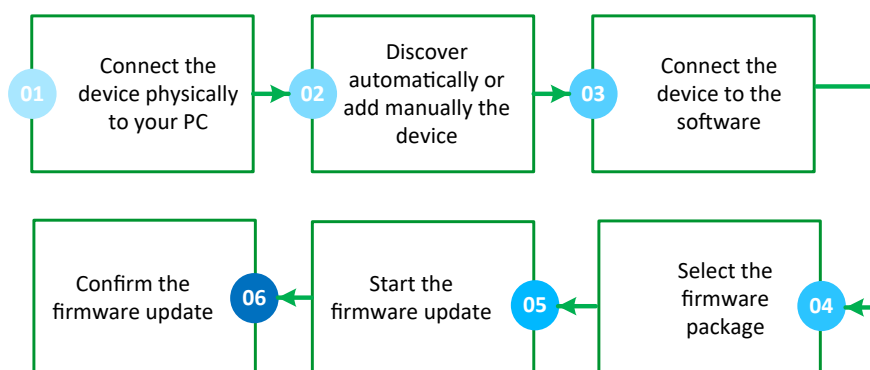 01
Connect the
device physically
to your PC
02
Discover
automatically or
add manually the
device
03
Connect the
device to the
software
04
Select the
firmware
package
05
Start the
firmware update
06
Confirm the
firmware update